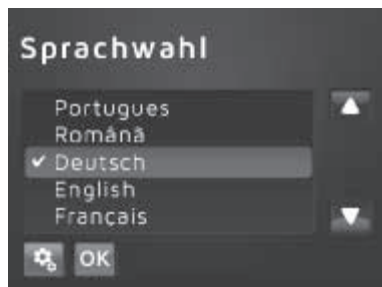 Sprachwahl
Portugues
Română
Deutsch
English
Français
OK